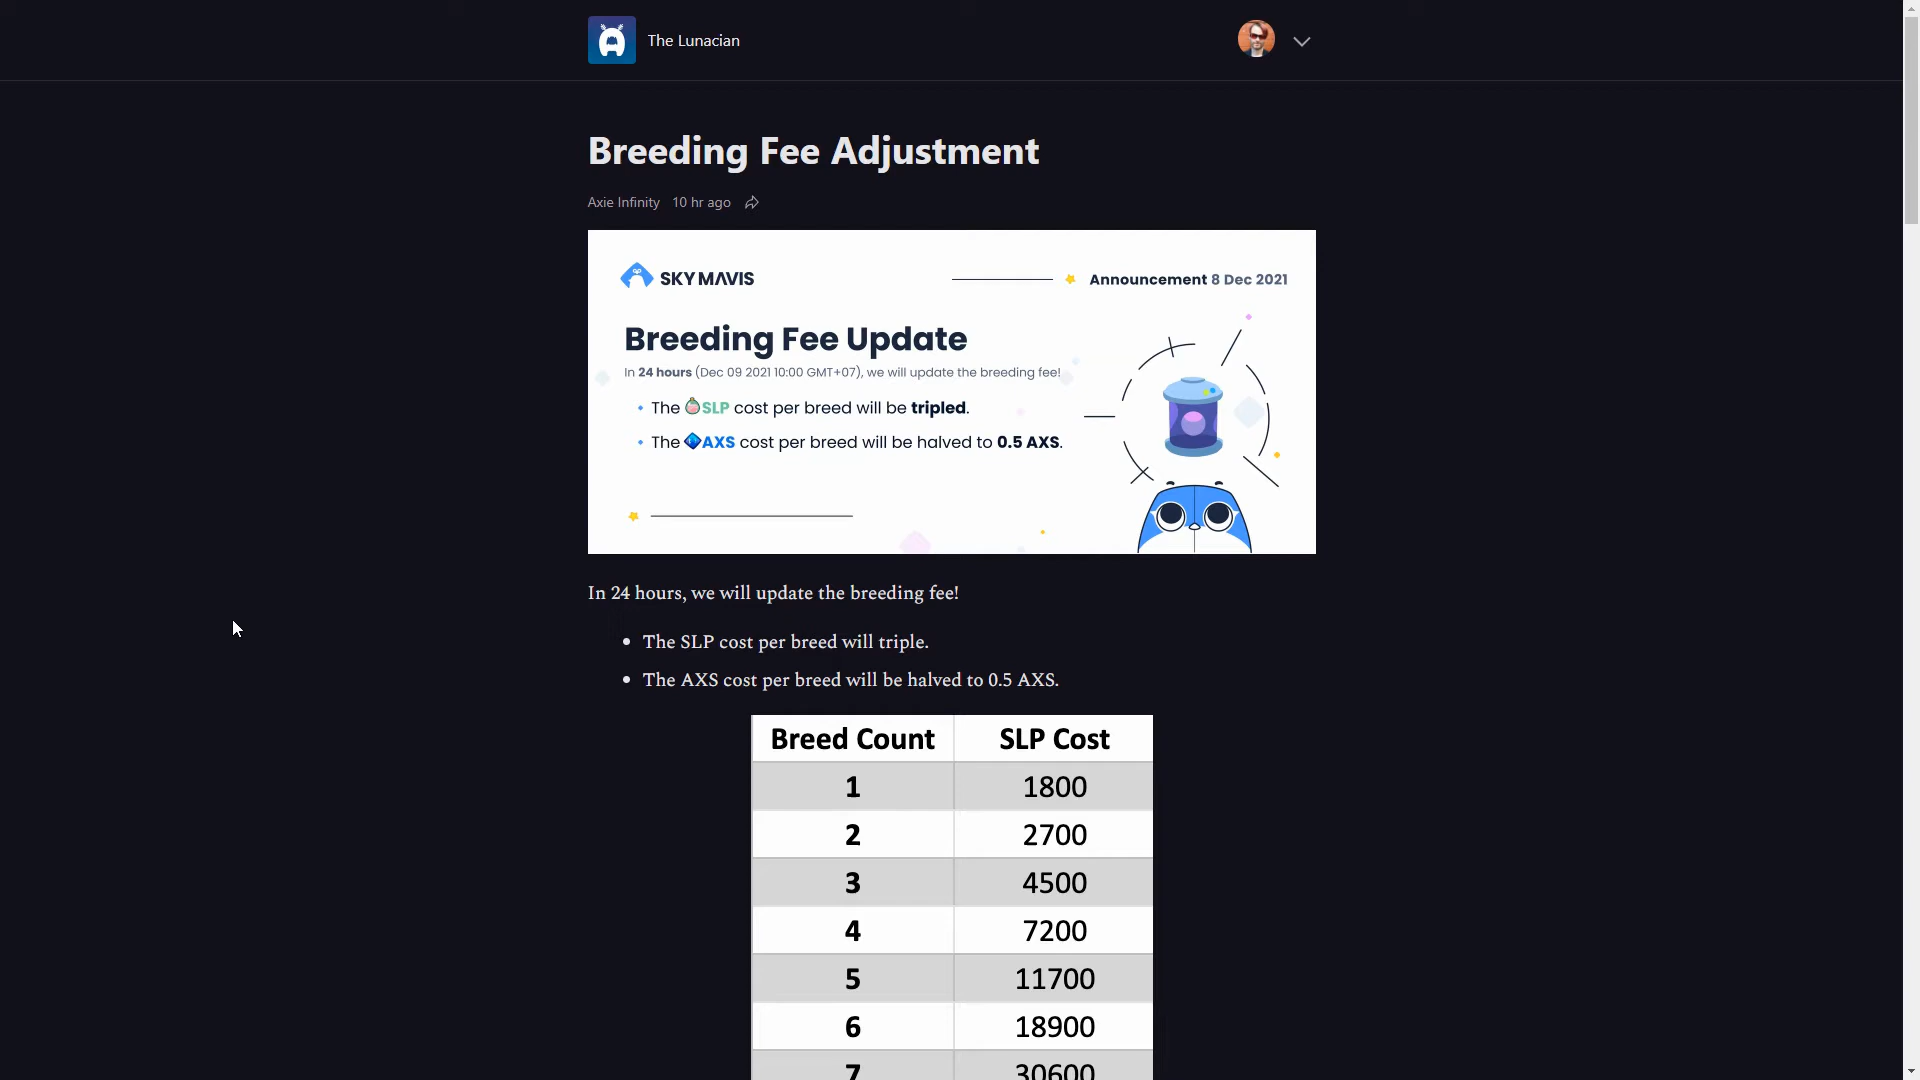 The Lunacian
Breeding Fee Adjustment
Axie Infinity 10 hr ago
SKY MAVIS
Announcement 8 Dec 2021
Breeding Fee Update
In 24 hours (Dec 09 2021 10:00 GMT+07), we will update the breeding fee!
The SLP cost per breed will be tripled.
The AXS cost per breed will be halved to 0.5 AXS.
In 24 hours, we will update the breeding fee!
The SLP cost per breed will triple.
The AXS cost per breed will be halved to 0.5 AXS.
Breed Count SLP Cost
1 1800
2 2700
3 4500
4 7200
5 11700
6 18900
7 30600